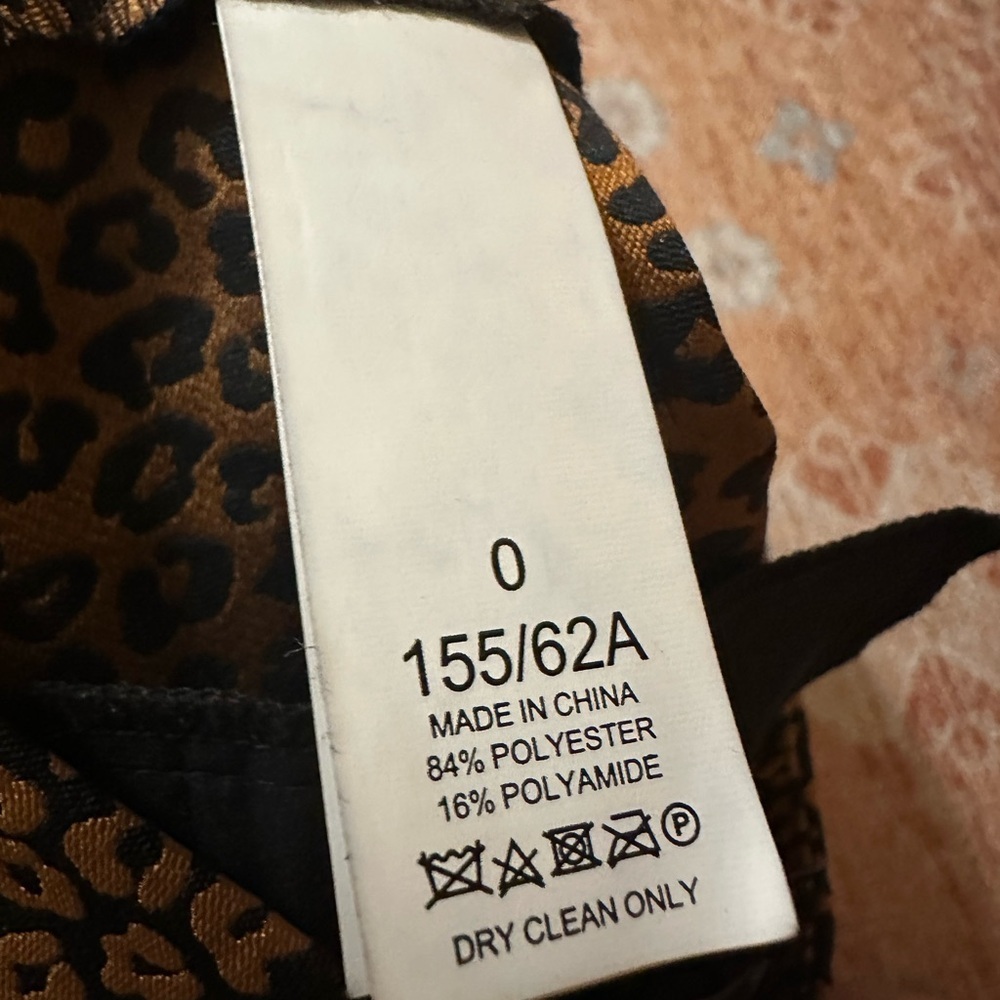 0
155/62A
MADE IN CHINA
84% POLYESTER
16% POLYAMIDE
P
DRY CLEAN ONLY